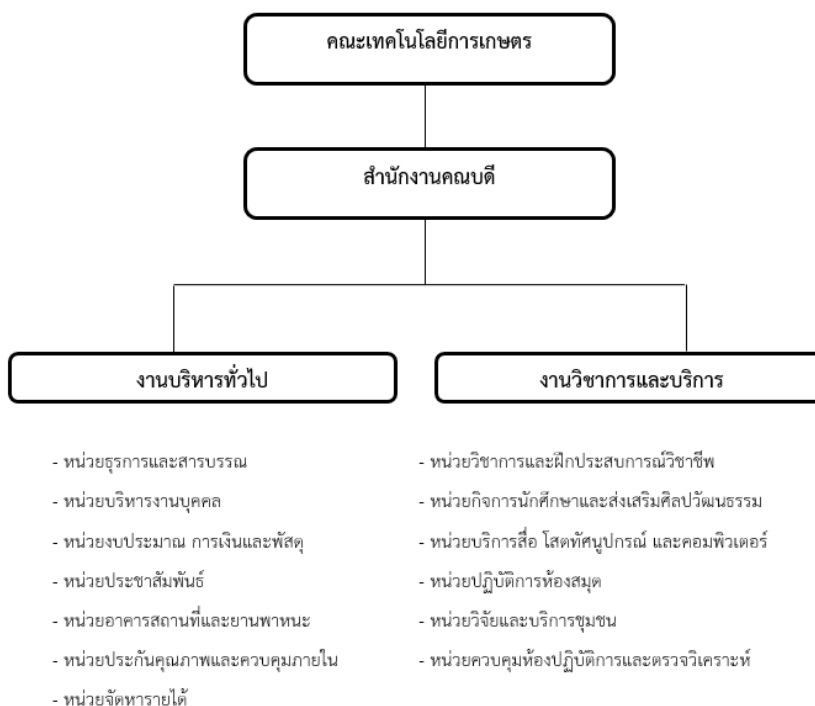 คณะเทคโนโลยีการเกษตร
สำนักงานคณบดี
งานบริหารทั่วไป
- หน่วยธุรการและสารบรรณ
- หน่วยบริหารงานบุคคล
- หน่วยงบประมาณ การเงินและพัสดุ
- หน่วยประชาสัมพันธ์
- หน่วยอาคารสถานที่และยานพาหนะ
- หน่วยประกันคุณภาพและควบคุมภายใน
- หน่วยจัดหารายได้
งานวิชาการและบริการ
- หน่วยวิชาการและฝึกประสบการณ์วิชาชีพ
- หน่วยกิจการนักศึกษาและส่งเสริมศิลปวัฒนธรรม
- หน่วยบริการสื่อ โสตทัศนูปกรณ์ และคอมพิวเตอร์
- หน่วยปฏิบัติการห้องสมุด
- หน่วยวิจัยและบริการชุมชน
- หน่วยควบคุมห้องปฏิบัติการและตรวจวิเคราะห์